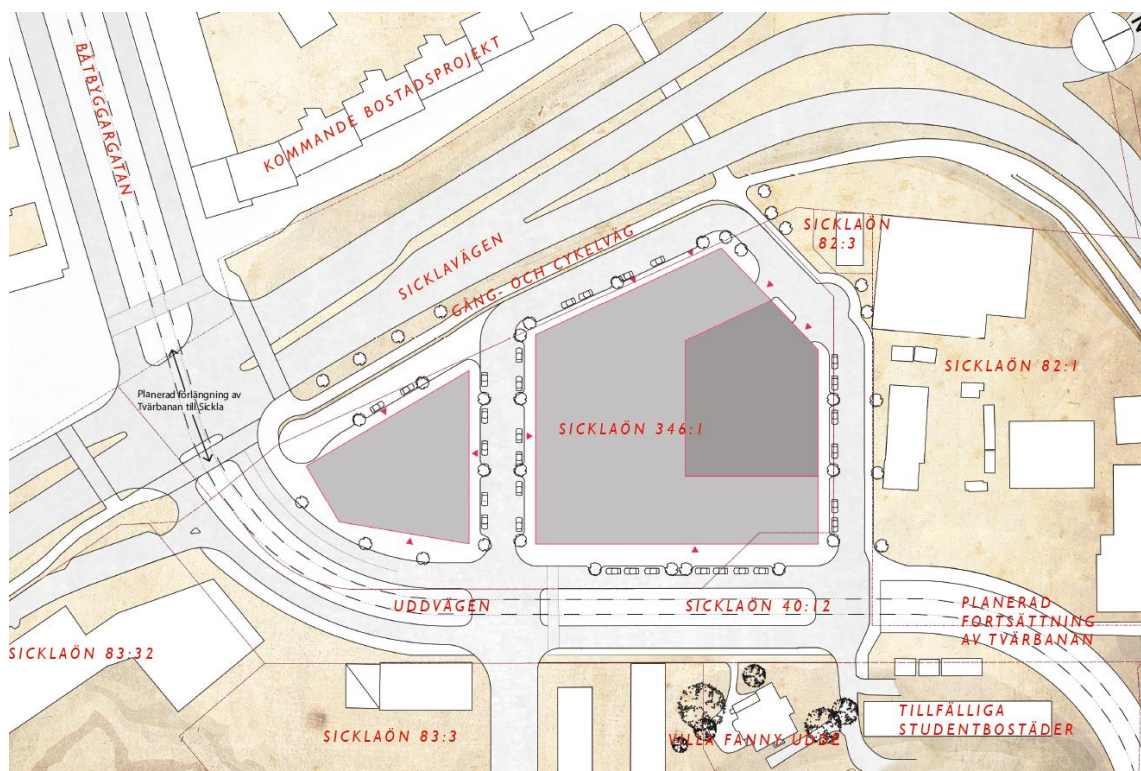 BÅTBYGGARGATAN
KOMMANDE BOSTADSPROJEKT
SICKLAVÄGEN
GÅNG- OCH CYKELVÄG
SICKLAÖN
82:3
SICKLAÖN 82:1
Planerad förlängning av
Tvärbanan till Sickla
SICKLAÖN 346:1
UDDVÄGEN
SICKLAÖN 40:12
PLANERAD
FORTSÄTTNING
AV TVÄRBANAN
SICKLAÖN 83:32
SICKLAÖN 83:3
VILLA FANNY UDDE
TILLFÄLLIGA
STUDENTBOSTÄDER